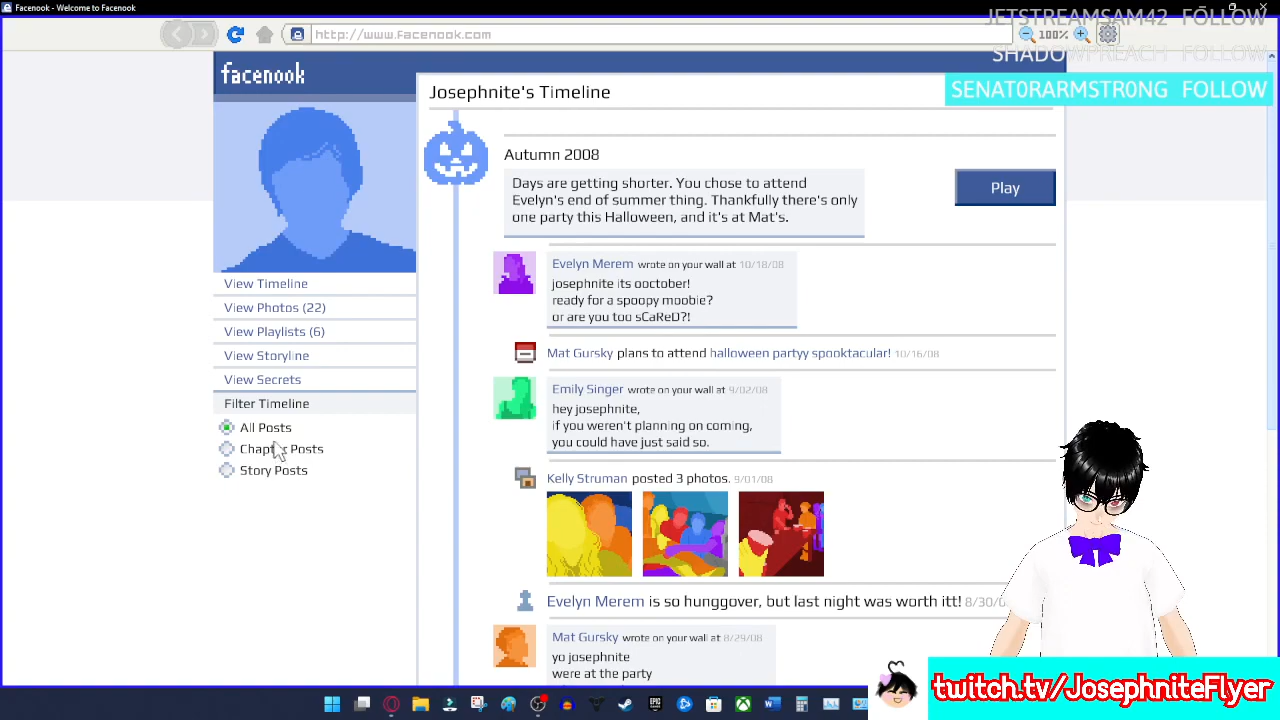 Facenook - Welcome to Facenook
http://www.facenook.com
100%
JETSTREAMSAM42 FOLLOW
SHADOWPREACH FOLLOW
SENAT0RARMSTR0NG FOLLOW
facenook
Josephnite's Timeline
Autumn 2008
Days are getting shorter. You chose to attend
Evelyn's end of summer thing. Thankfully there's only
one party this Halloween, and it's at Mat's.
Play
Evelyn Merem wrote on your wall at 10/18/08
josephnite its ooctober!
ready for a spoopy moobie?
or are you too sCaReD?!
Mat Gursky plans to attend halloween partyy spooktacular! 10/16/08
Emily Singer wrote on your wall at 9/02/08
hey josephnite,
if you weren't planning on coming,
you could have just said so.
Kelly Struman posted 3 photos. 9/01/08
Evelyn Merem is so hunggover, but last night was worth itt! 8/30/0
Mat Gursky wrote on your wall at 8/29/08
yo josephnite
were at the party
View Timeline
View Photos (22)
View Playlists (6)
View Storyline
View Secrets
Filter Timeline
All Posts
Chapter Posts
Story Posts
twitch.tv/JosephniteFlyer